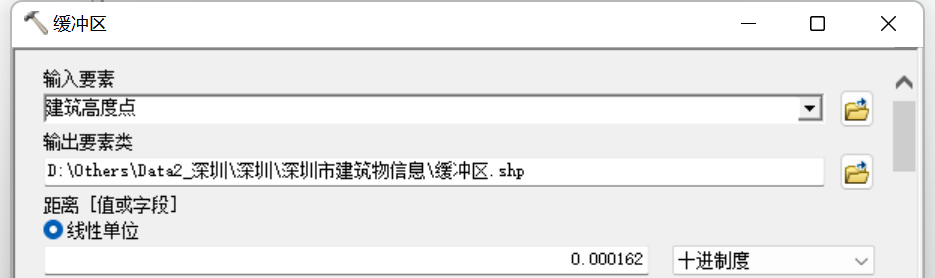 缓冲区
输入要素
建筑高度点
输出要素类
D:\Others\Data2_深圳\深圳\深圳市建筑物信息\缓冲区.shp
距离 [值或字段]
线性单位
0.000162 十进制度